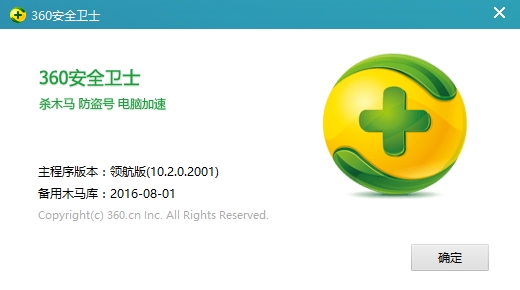 360安全卫士
360安全卫士
杀木马 防盗号 电脑加速
主程序版本：领航版(10.2.0.2001)
备用木马库：2016-08-01
Copyright(c) 360.cn Inc. All Rights Reserved.
确定